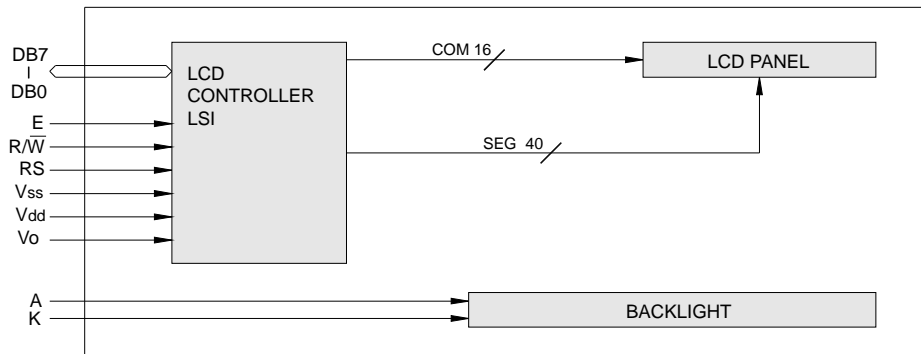 DB7
DB0
E
R/W̅
RS
Vss
Vdd
Vo
A
K
LCD
CONTROLLER
LSI
COM 16
SEG 40
LCD PANEL
BACKLIGHT